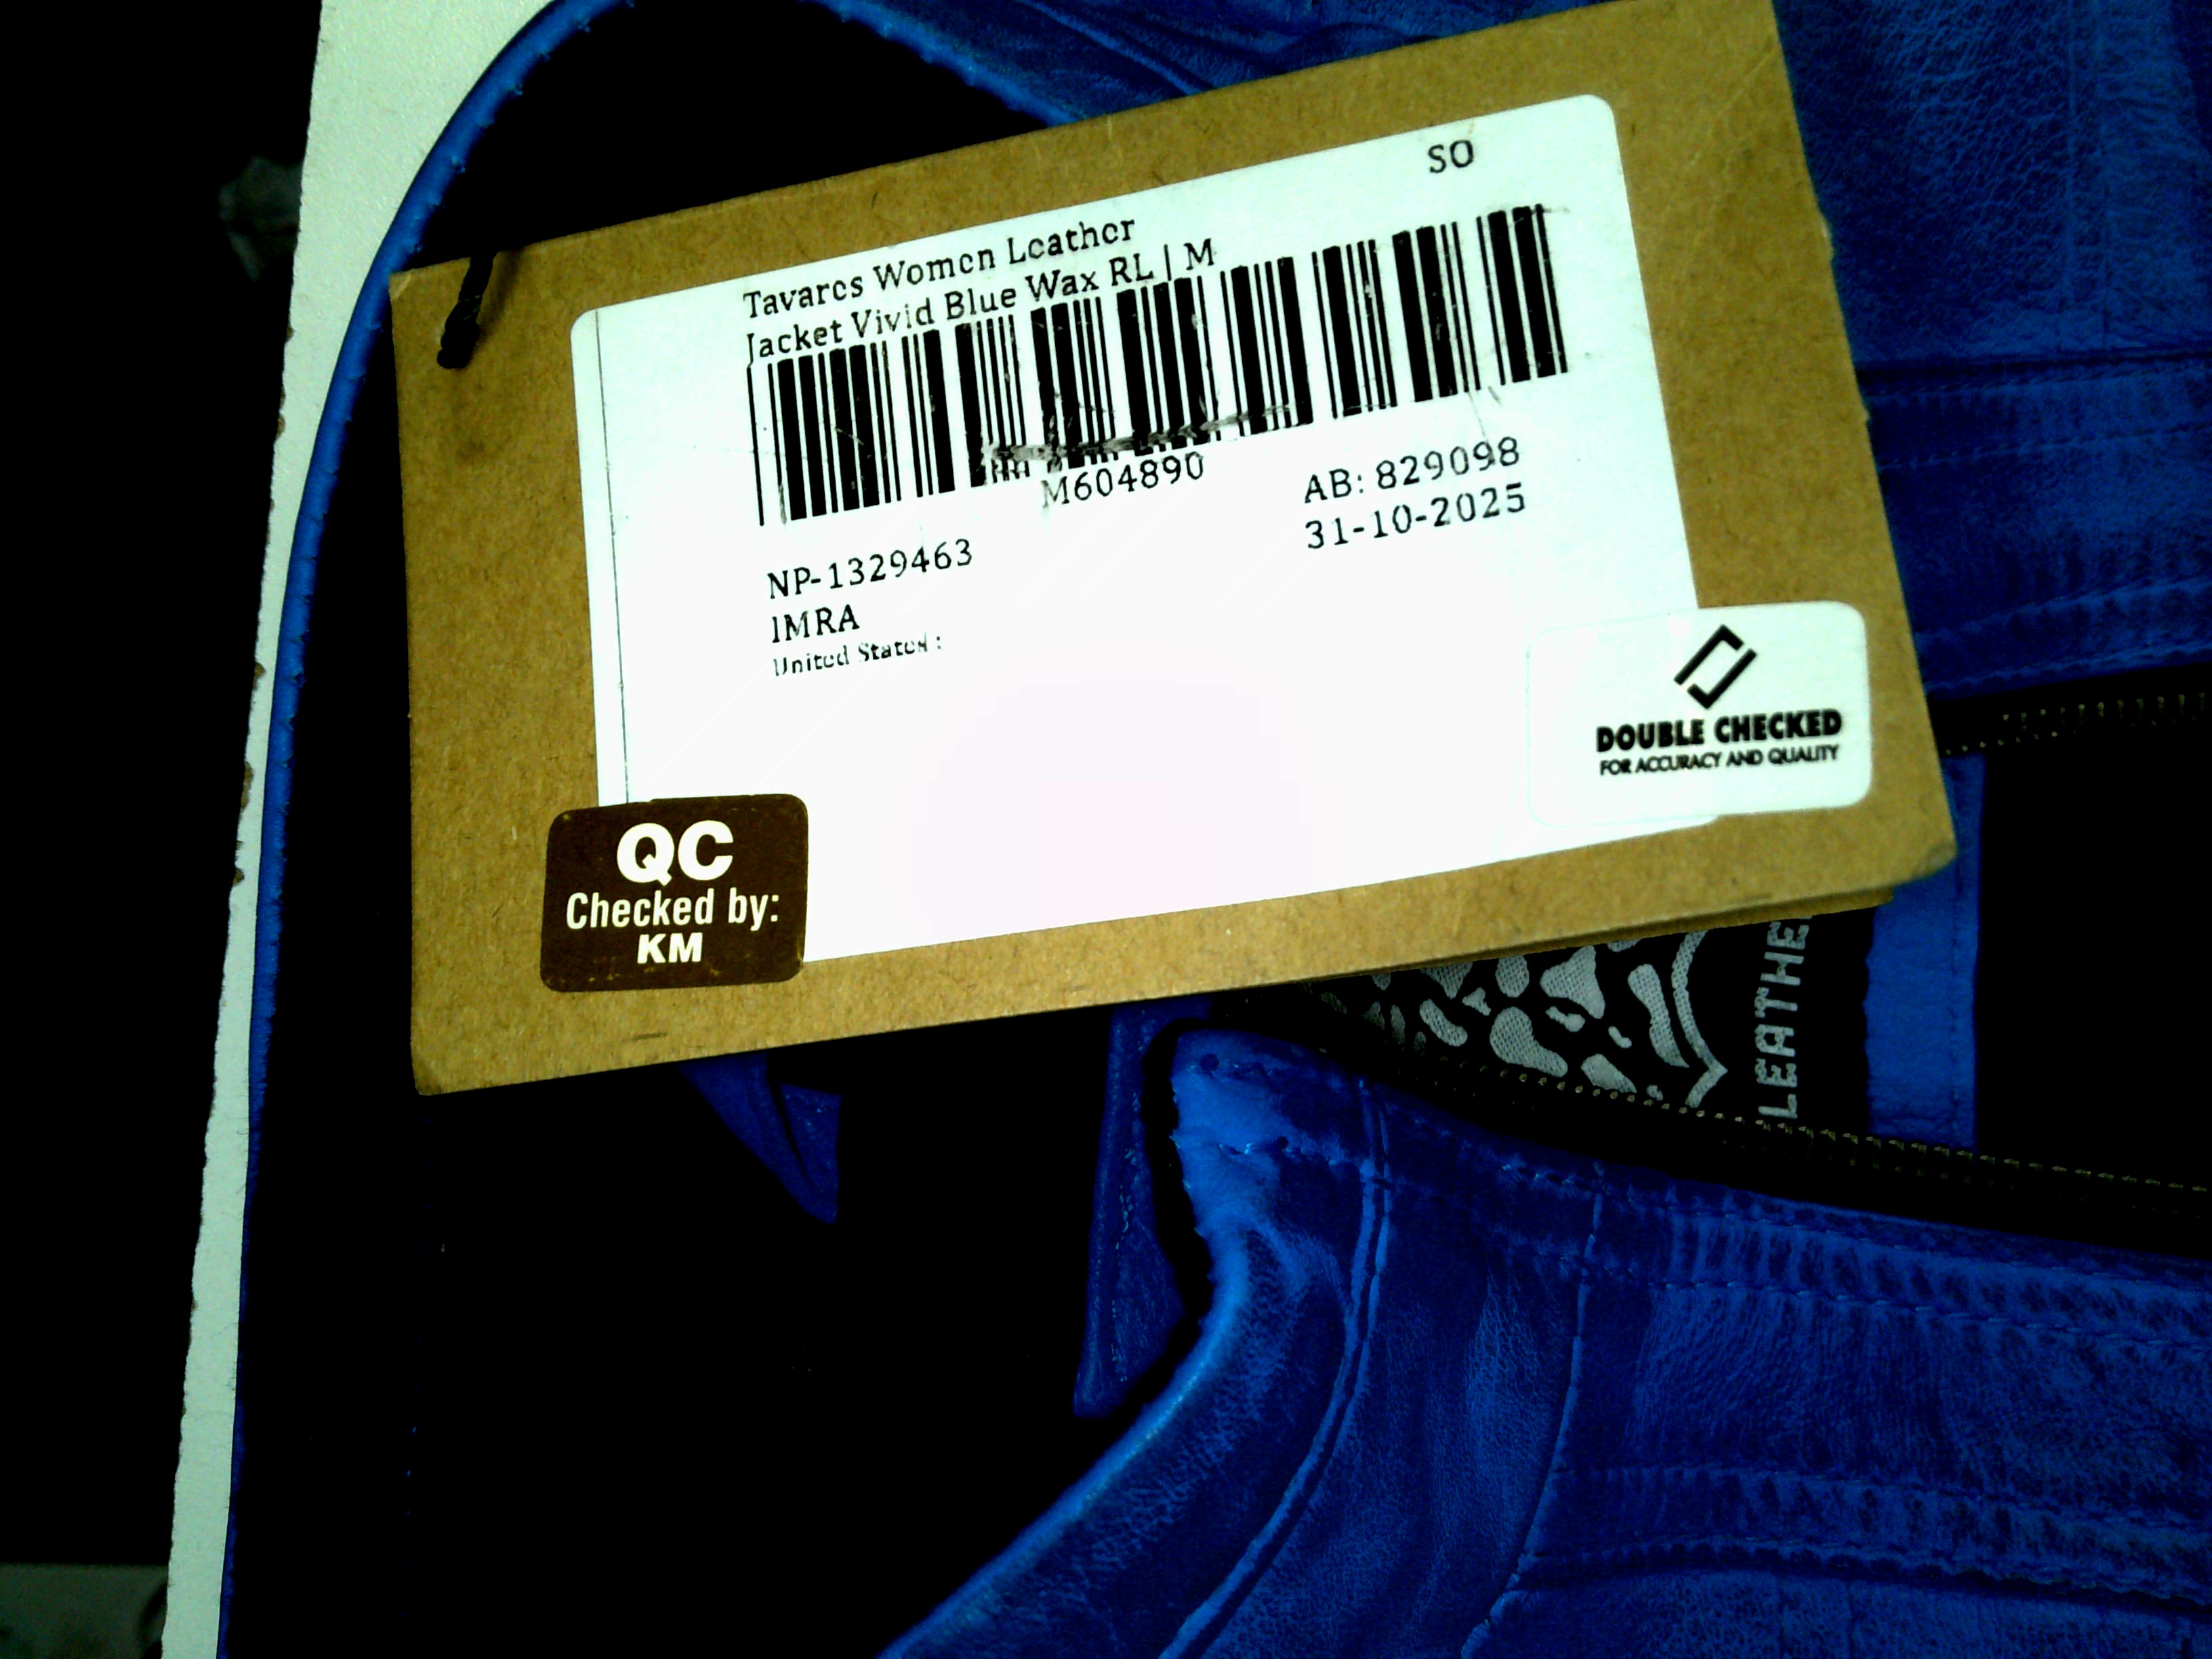 SO
Tavares Women Leather
Jacket Vivid Blue Wax RL | M
M604890
AB: 829098
31-10-2025
NP-1329463
IMRA
United States :
DOUBLE CHECKED
FOR ACCURACY AND QUALITY
QC
Checked by:
KM
LEATHE